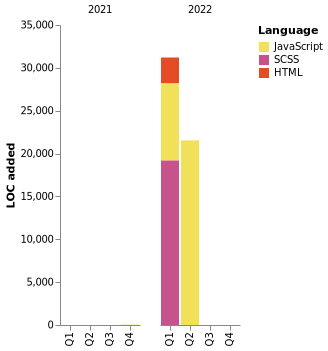 2021 2022
Language
JavaScript
SCSS
HTML
LOC added
35,000
30,000
25,000
20,000
15,000
10,000
5,000
0
Q1 Q2 Q3 Q4 Q1 Q2 Q3 Q4